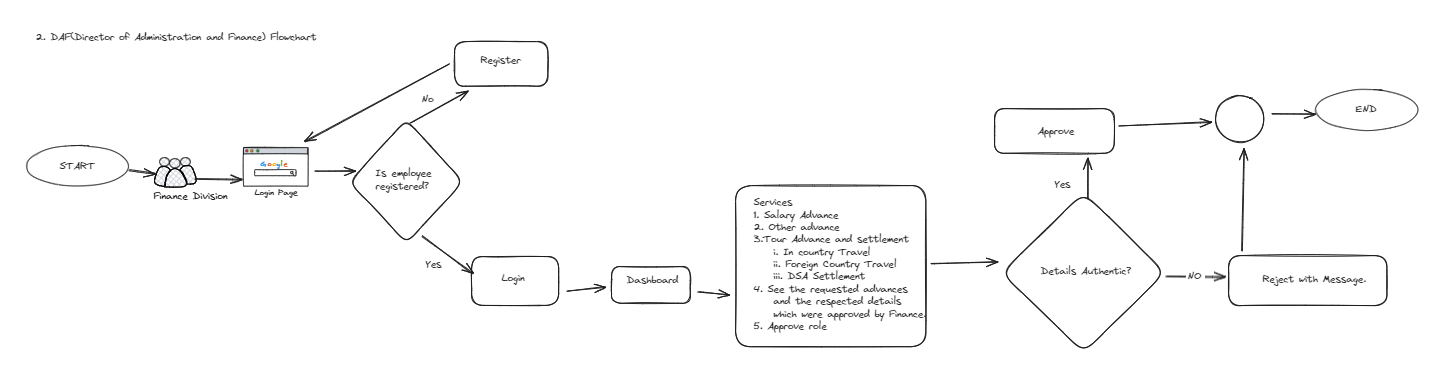 2. DAF(Director of Administration and Finance) Flowchart
START
Finance Division
Google
Login Page
Is employee
registered?
No
Register
Yes
Login
Dashboard
Services
1. Salary Advance
2. Other advance
3.Tour Advance and settlement
i. In country Travel
ii. Foreign Country Travel
iii. DSA Settlement
4. See the requested advances
and the respected details
which were approved by Finance.
5. Approve role
Details Authentic?
Yes
Approve
NO
Reject with Message.
END